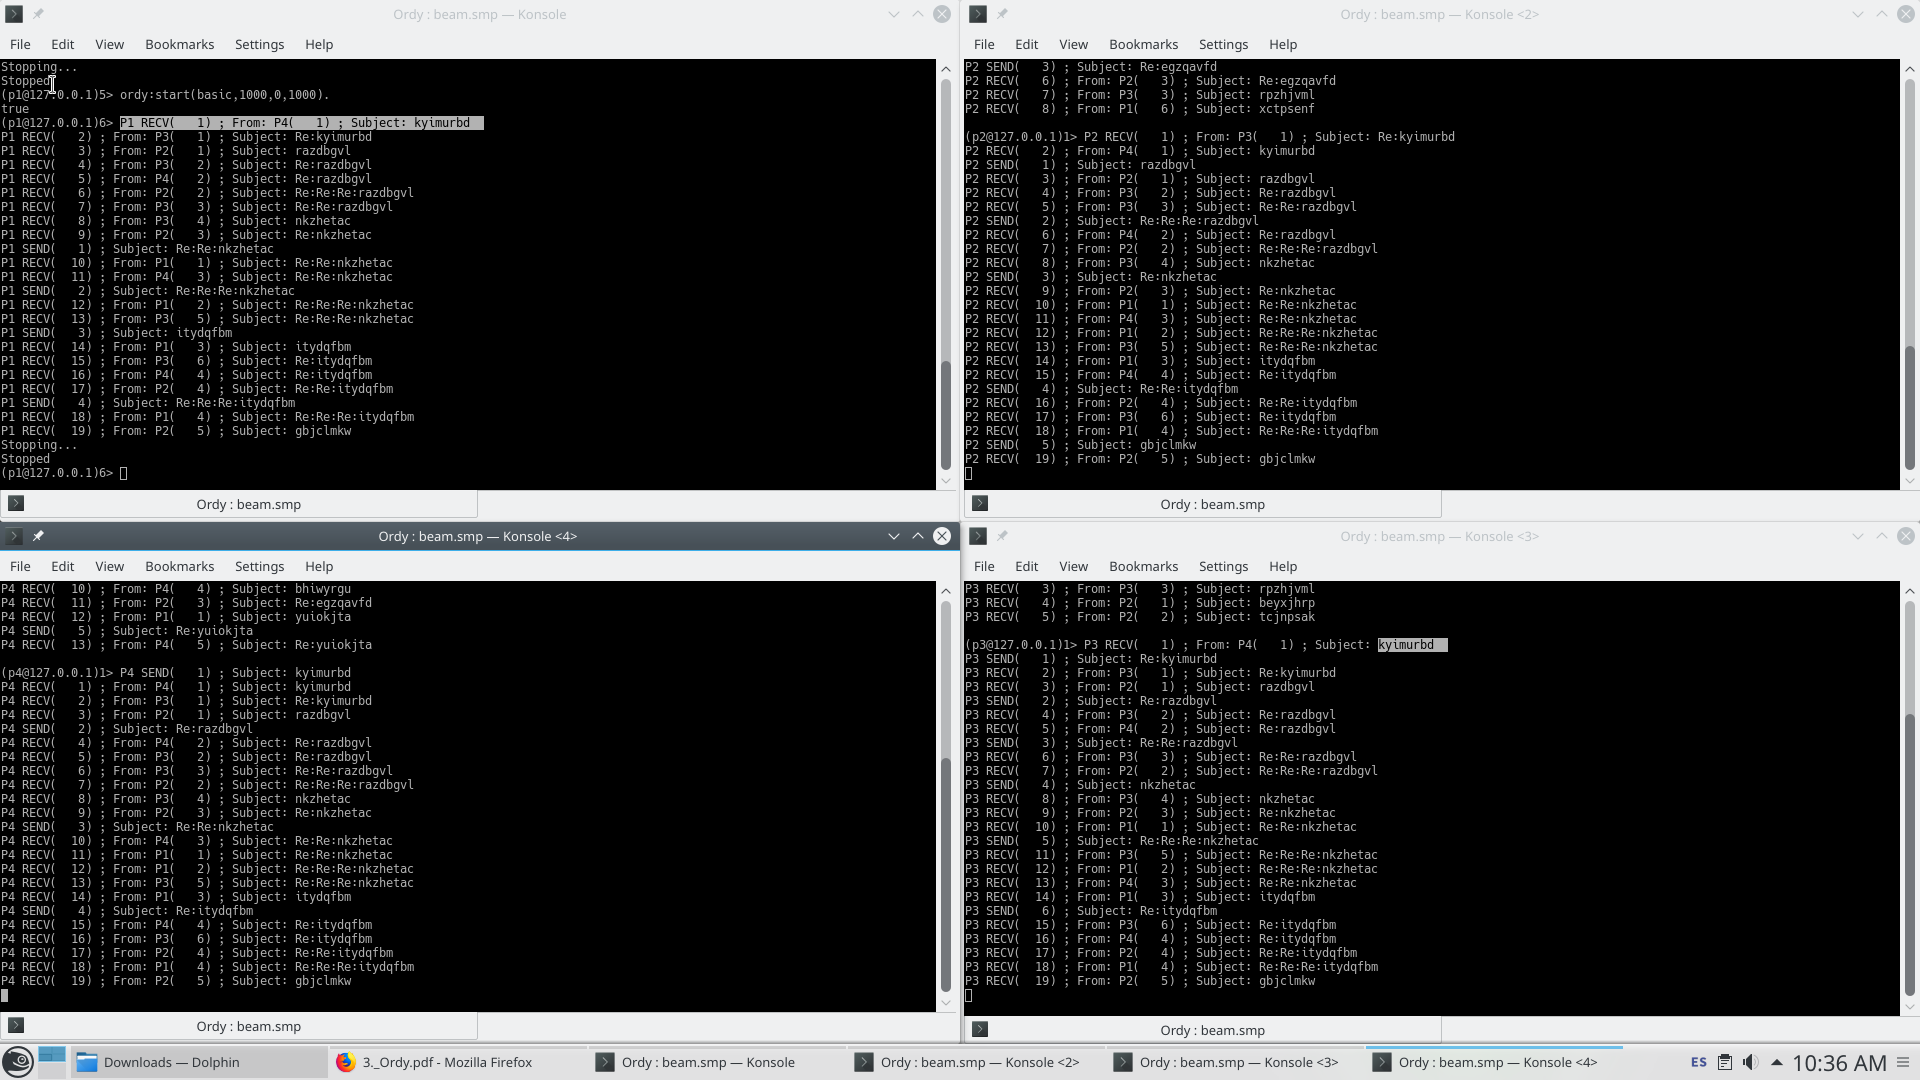 Ordy : beam.smp — Konsole
File Edit View Bookmarks Settings Help
Stopping...
Stopped
(p1@127.0.0.1)5> ordy:start(basic,1000,0,1000).
true
(p1@127.0.0.1)6> P1 RECV(   1) ; From: P4(   1) ; Subject: kyimurbd
P1 RECV(   2) ; From: P3(   1) ; Subject: Re:kyimurbd
P1 RECV(   3) ; From: P2(   1) ; Subject: razdbgvl
P1 RECV(   4) ; From: P3(   2) ; Subject: Re:razdbgvl
P1 RECV(   5) ; From: P4(   2) ; Subject: Re:razdbgvl
P1 RECV(   6) ; From: P2(   2) ; Subject: Re:Re:Re:razdbgvl
P1 RECV(   7) ; From: P3(   3) ; Subject: Re:Re:razdbgvl
P1 RECV(   8) ; From: P3(   4) ; Subject: nkzhetac
P1 RECV(   9) ; From: P2(   3) ; Subject: Re:nkzhetac
P1 SEND(   1) ; Subject: Re:Re:nkzhetac
P1 RECV(  10) ; From: P1(   1) ; Subject: Re:Re:nkzhetac
P1 RECV(  11) ; From: P4(   3) ; Subject: Re:Re:nkzhetac
P1 SEND(   2) ; Subject: Re:Re:Re:nkzhetac
P1 RECV(  12) ; From: P1(   2) ; Subject: Re:Re:Re:nkzhetac
P1 RECV(  13) ; From: P3(   5) ; Subject: Re:Re:Re:nkzhetac
P1 SEND(   3) ; Subject: itydqfbm
P1 RECV(  14) ; From: P1(   3) ; Subject: itydqfbm
P1 RECV(  15) ; From: P3(   6) ; Subject: Re:itydqfbm
P1 RECV(  16) ; From: P4(   4) ; Subject: Re:itydqfbm
P1 RECV(  17) ; From: P2(   4) ; Subject: Re:Re:itydqfbm
P1 SEND(   4) ; Subject: Re:Re:Re:itydqfbm
P1 RECV(  18) ; From: P1(   4) ; Subject: Re:Re:Re:itydqfbm
P1 RECV(  19) ; From: P2(   5) ; Subject: gbjclmkw
Stopping...
Stopped
(p1@127.0.0.1)6>
Ordy : beam.smp
Ordy : beam.smp — Konsole <2>
File Edit View Bookmarks Settings Help
P2 SEND(   3) ; Subject: Re:egzqavfd
P2 RECV(   6) ; From: P2(   3) ; Subject: Re:egzqavfd
P2 RECV(   7) ; From: P3(   3) ; Subject: rpzhjvml
P2 RECV(   8) ; From: P1(   6) ; Subject: xctpsenf
(p2@127.0.0.1)1> P2 RECV(   1) ; From: P3(   1) ; Subject: Re:kyimurbd
P2 RECV(   2) ; From: P4(   1) ; Subject: kyimurbd
P2 SEND(   1) ; Subject: razdbgvl
P2 RECV(   3) ; From: P2(   1) ; Subject: razdbgvl
P2 RECV(   4) ; From: P3(   2) ; Subject: Re:razdbgvl
P2 RECV(   5) ; From: P3(   3) ; Subject: Re:Re:razdbgvl
P2 SEND(   2) ; Subject: Re:Re:Re:razdbgvl
P2 RECV(   6) ; From: P4(   2) ; Subject: Re:razdbgvl
P2 RECV(   7) ; From: P2(   2) ; Subject: Re:Re:Re:razdbgvl
P2 RECV(   8) ; From: P3(   4) ; Subject: nkzhetac
P2 SEND(   3) ; Subject: Re:nkzhetac
P2 RECV(   9) ; From: P2(   3) ; Subject: Re:nkzhetac
P2 RECV(  10) ; From: P1(   1) ; Subject: Re:Re:nkzhetac
P2 RECV(  11) ; From: P4(   3) ; Subject: Re:Re:nkzhetac
P2 RECV(  12) ; From: P1(   2) ; Subject: Re:Re:Re:nkzhetac
P2 RECV(  13) ; From: P3(   5) ; Subject: Re:Re:Re:nkzhetac
P2 RECV(  14) ; From: P1(   3) ; Subject: itydqfbm
P2 RECV(  15) ; From: P4(   4) ; Subject: Re:itydqfbm
P2 SEND(   4) ; Subject: Re:Re:itydqfbm
P2 RECV(  16) ; From: P2(   4) ; Subject: Re:Re:itydqfbm
P2 RECV(  17) ; From: P3(   6) ; Subject: Re:itydqfbm
P2 RECV(  18) ; From: P1(   4) ; Subject: Re:Re:Re:itydqfbm
P2 SEND(   5) ; Subject: gbjclmkw
P2 RECV(  19) ; From: P2(   5) ; Subject: gbjclmkw
Ordy : beam.smp
Ordy : beam.smp — Konsole <4>
File Edit View Bookmarks Settings Help
P4 RECV(  10) ; From: P4(   4) ; Subject: bhiwyrgu
P4 RECV(  11) ; From: P2(   3) ; Subject: Re:egzqavfd
P4 RECV(  12) ; From: P1(   1) ; Subject: yuiokjta
P4 SEND(   5) ; Subject: Re:yuiokjta
P4 RECV(  13) ; From: P4(   5) ; Subject: Re:yuiokjta
(p4@127.0.0.1)1> P4 SEND(   1) ; Subject: kyimurbd
P4 RECV(   1) ; From: P4(   1) ; Subject: kyimurbd
P4 RECV(   2) ; From: P3(   1) ; Subject: Re:kyimurbd
P4 RECV(   3) ; From: P2(   1) ; Subject: razdbgvl
P4 SEND(   2) ; Subject: Re:razdbgvl
P4 RECV(   4) ; From: P4(   2) ; Subject: Re:razdbgvl
P4 RECV(   5) ; From: P3(   2) ; Subject: Re:razdbgvl
P4 RECV(   6) ; From: P3(   3) ; Subject: Re:Re:razdbgvl
P4 RECV(   7) ; From: P2(   2) ; Subject: Re:Re:Re:razdbgvl
P4 RECV(   8) ; From: P3(   4) ; Subject: nkzhetac
P4 RECV(   9) ; From: P2(   3) ; Subject: Re:nkzhetac
P4 SEND(   3) ; Subject: Re:Re:nkzhetac
P4 RECV(  10) ; From: P4(   3) ; Subject: Re:Re:nkzhetac
P4 RECV(  11) ; From: P1(   1) ; Subject: Re:Re:nkzhetac
P4 RECV(  12) ; From: P1(   2) ; Subject: Re:Re:Re:nkzhetac
P4 RECV(  13) ; From: P3(   5) ; Subject: Re:Re:Re:nkzhetac
P4 RECV(  14) ; From: P1(   3) ; Subject: itydqfbm
P4 SEND(   4) ; Subject: Re:itydqfbm
P4 RECV(  15) ; From: P4(   4) ; Subject: Re:itydqfbm
P4 RECV(  16) ; From: P3(   6) ; Subject: Re:itydqfbm
P4 RECV(  17) ; From: P2(   4) ; Subject: Re:Re:itydqfbm
P4 RECV(  18) ; From: P1(   4) ; Subject: Re:Re:Re:itydqfbm
P4 RECV(  19) ; From: P2(   5) ; Subject: gbjclmkw
Ordy : beam.smp
Ordy : beam.smp — Konsole <3>
File Edit View Bookmarks Settings Help
P3 RECV(   3) ; From: P3(   3) ; Subject: rpzhjvml
P3 RECV(   4) ; From: P2(   1) ; Subject: beyxjhrp
P3 RECV(   5) ; From: P2(   2) ; Subject: tcjnpsak
(p3@127.0.0.1)1> P3 RECV(   1) ; From: P4(   1) ; Subject: kyimurbd
P3 SEND(   1) ; Subject: Re:kyimurbd
P3 RECV(   2) ; From: P3(   1) ; Subject: Re:kyimurbd
P3 RECV(   3) ; From: P2(   1) ; Subject: razdbgvl
P3 SEND(   2) ; Subject: Re:razdbgvl
P3 RECV(   4) ; From: P3(   2) ; Subject: Re:razdbgvl
P3 RECV(   5) ; From: P4(   2) ; Subject: Re:razdbgvl
P3 SEND(   3) ; Subject: Re:Re:razdbgvl
P3 RECV(   6) ; From: P3(   3) ; Subject: Re:Re:razdbgvl
P3 RECV(   7) ; From: P2(   2) ; Subject: Re:Re:Re:razdbgvl
P3 SEND(   4) ; Subject: nkzhetac
P3 RECV(   8) ; From: P3(   4) ; Subject: nkzhetac
P3 RECV(   9) ; From: P2(   3) ; Subject: Re:nkzhetac
P3 RECV(  10) ; From: P1(   1) ; Subject: Re:Re:nkzhetac
P3 SEND(   5) ; Subject: Re:Re:Re:nkzhetac
P3 RECV(  11) ; From: P3(   5) ; Subject: Re:Re:Re:nkzhetac
P3 RECV(  12) ; From: P1(   2) ; Subject: Re:Re:Re:nkzhetac
P3 RECV(  13) ; From: P4(   3) ; Subject: Re:Re:nkzhetac
P3 RECV(  14) ; From: P1(   3) ; Subject: itydqfbm
P3 SEND(   6) ; Subject: Re:itydqfbm
P3 RECV(  15) ; From: P3(   6) ; Subject: Re:itydqfbm
P3 RECV(  16) ; From: P4(   4) ; Subject: Re:itydqfbm
P3 RECV(  17) ; From: P2(   4) ; Subject: Re:Re:itydqfbm
P3 RECV(  18) ; From: P1(   4) ; Subject: Re:Re:Re:itydqfbm
P3 RECV(  19) ; From: P2(   5) ; Subject: gbjclmkw
Ordy : beam.smp
Downloads — Dolphin
3._Ordy.pdf - Mozilla Firefox
Ordy : beam.smp — Konsole
Ordy : beam.smp — Konsole <2>
Ordy : beam.smp — Konsole <3>
Ordy : beam.smp — Konsole <4>
ES
10:36 AM